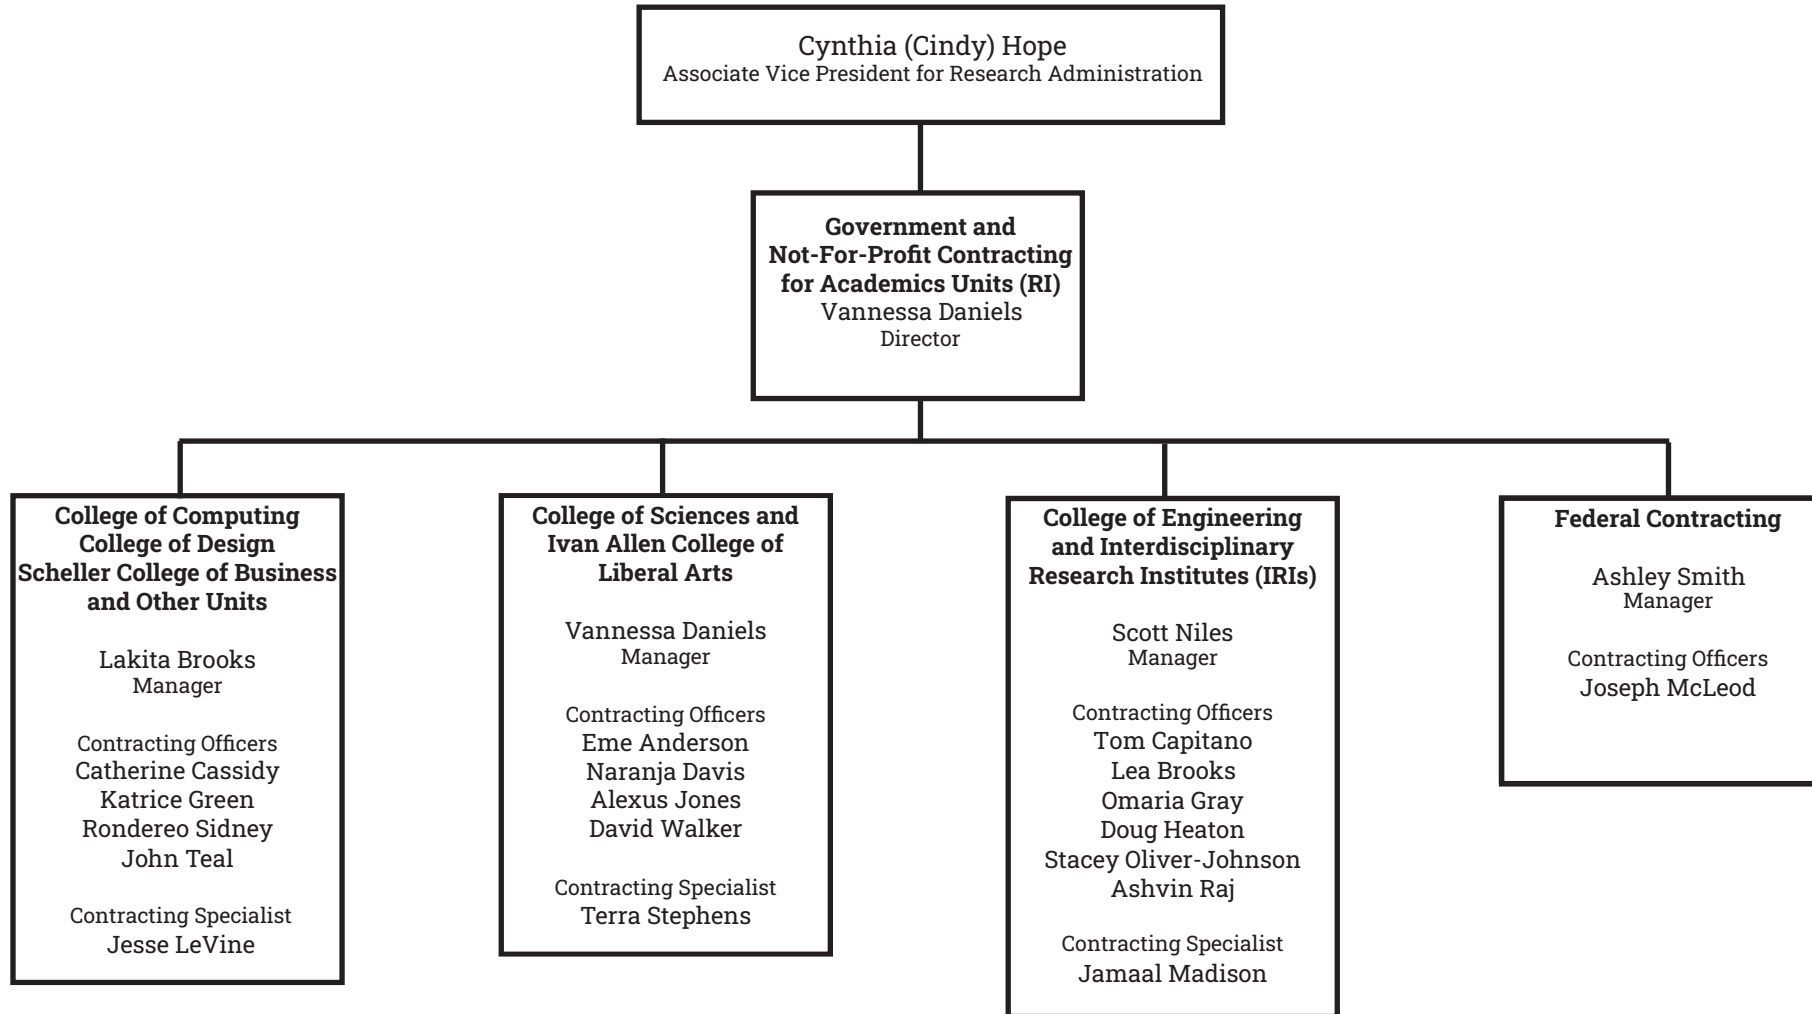 Cynthia (Cindy) Hope
Associate Vice President for Research Administration
Government and
Not-For-Profit Contracting
for Academics Units (RI)
Vannessa Daniels
Director
College of Computing
College of Design
Scheller College of Business
and Other Units
Lakita Brooks
Manager
Contracting Officers
Catherine Cassidy
Katrice Green
Rondereo Sidney
John Teal
Contracting Specialist
Jesse LeVine
College of Sciences and
Ivan Allen College of
Liberal Arts
Vannessa Daniels
Manager
Contracting Officers
Eme Anderson
Naranja Davis
Alexus Jones
David Walker
Contracting Specialist
Terra Stephens
College of Engineering
and Interdisciplinary
Research Institutes (IRIs)
Scott Niles
Manager
Contracting Officers
Tom Capitano
Lea Brooks
Omaria Gray
Doug Heaton
Stacey Oliver-Johnson
Ashvin Raj
Contracting Specialist
Jamaal Madison
Federal Contracting
Ashley Smith
Manager
Contracting Officers
Joseph McLeod